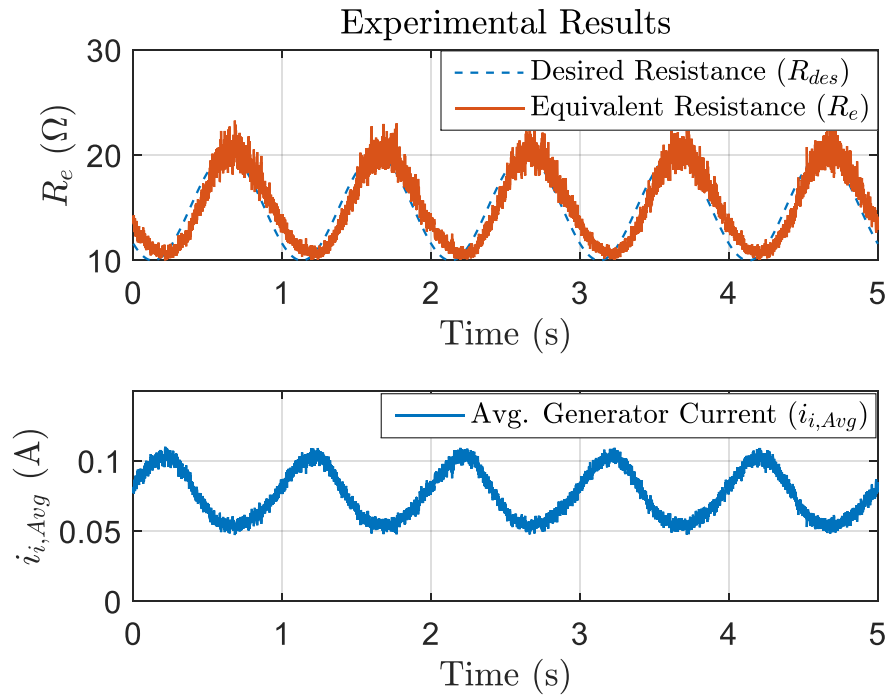 Experimental Results
30
20
10
R_e (Ω)
Desired Resistance (R_des)
Equivalent Resistance (R_e)
0 1 2 3 4 5
Time (s)
0.1
0.05
0
i_i,Avg (A)
Avg. Generator Current (i_i,Avg)
0 1 2 3 4 5
Time (s)